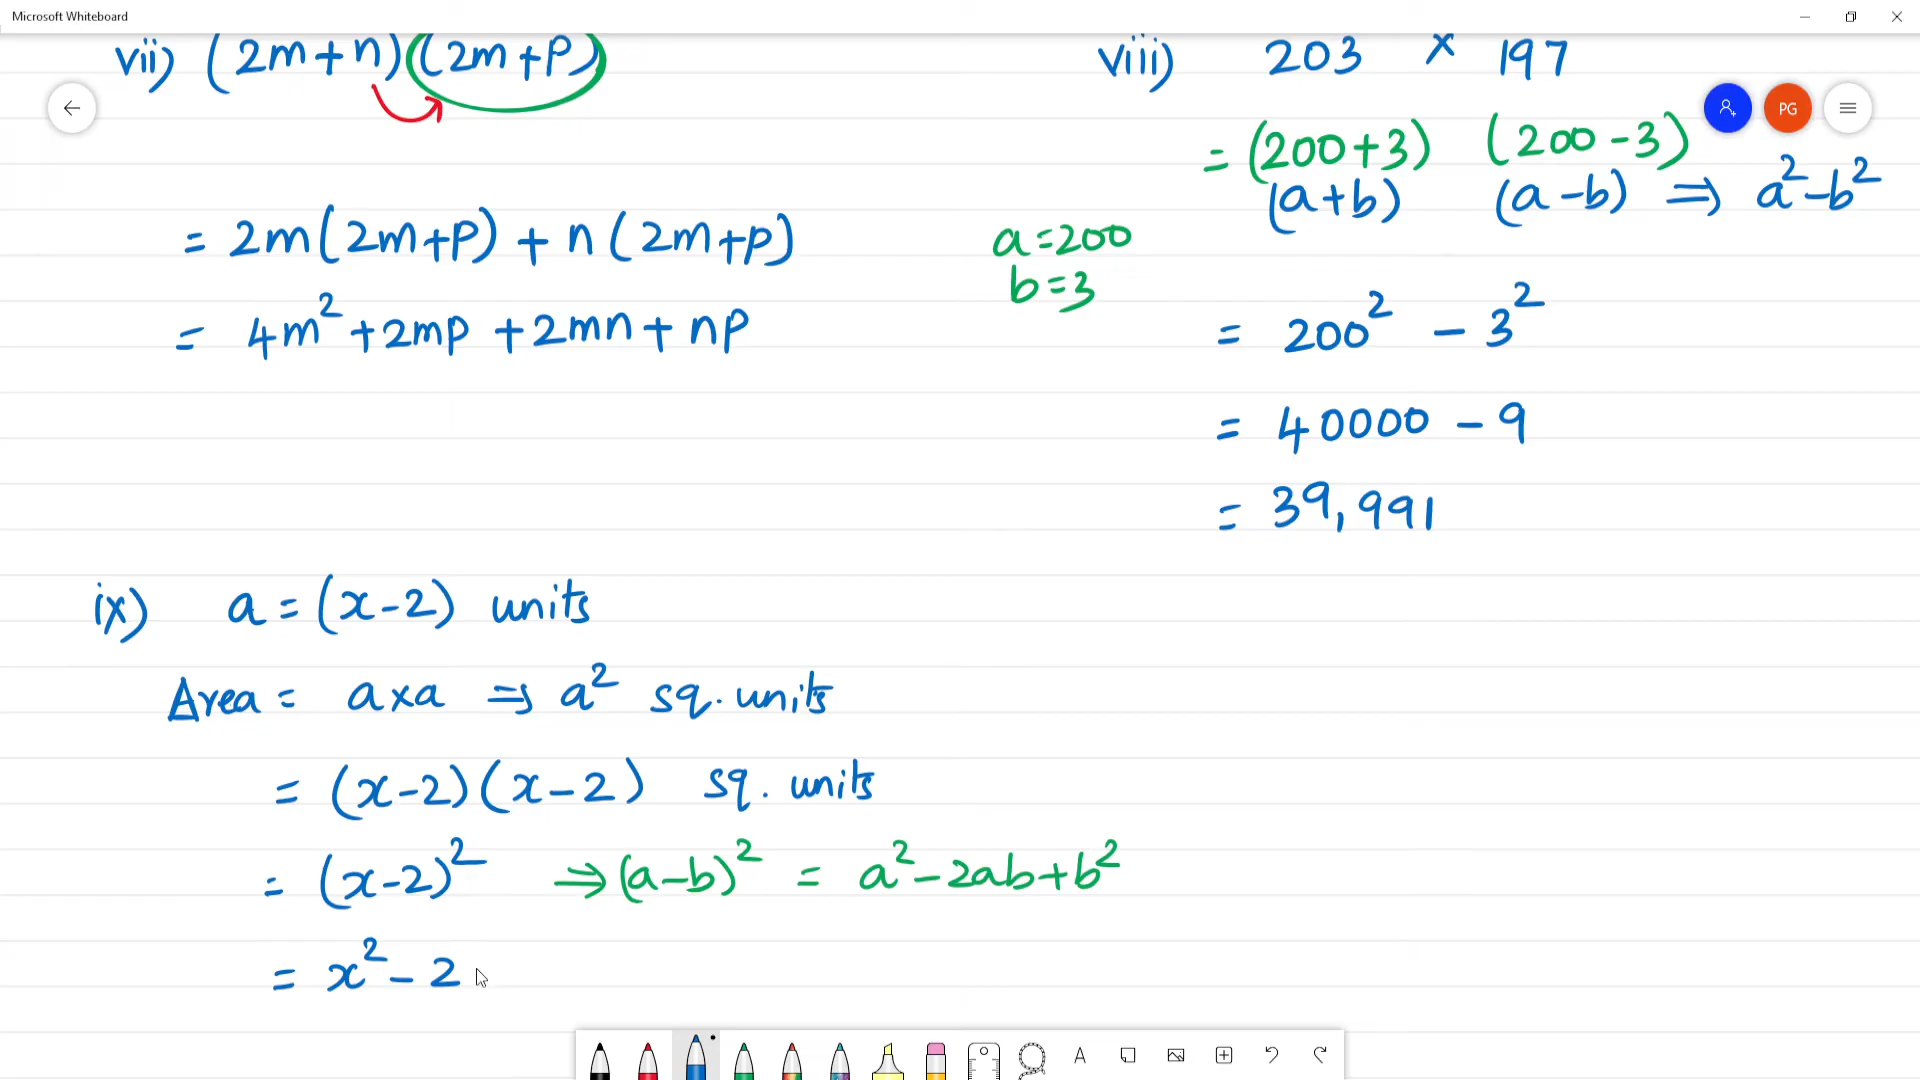 Microsoft Whiteboard
vii) (2m+n)(2m+p)
= 2m(2m+p) + n(2m+p)
= 4m² +2mp +2mn + np
viii) 203 x 197
PG
= (200+3) (200-3)
(a+b) (a-b) ⇒ a²-b²
a=200
b=3
= 200² - 3²
= 40000 - 9
= 39,991
ix) a = (x-2) units
Area = axa ⇒ a² sq. units
= (x-2)(x-2) sq. units
= (x-2)² ⇒ (a-b)² = a²-2ab+b²
= x² - 2
A